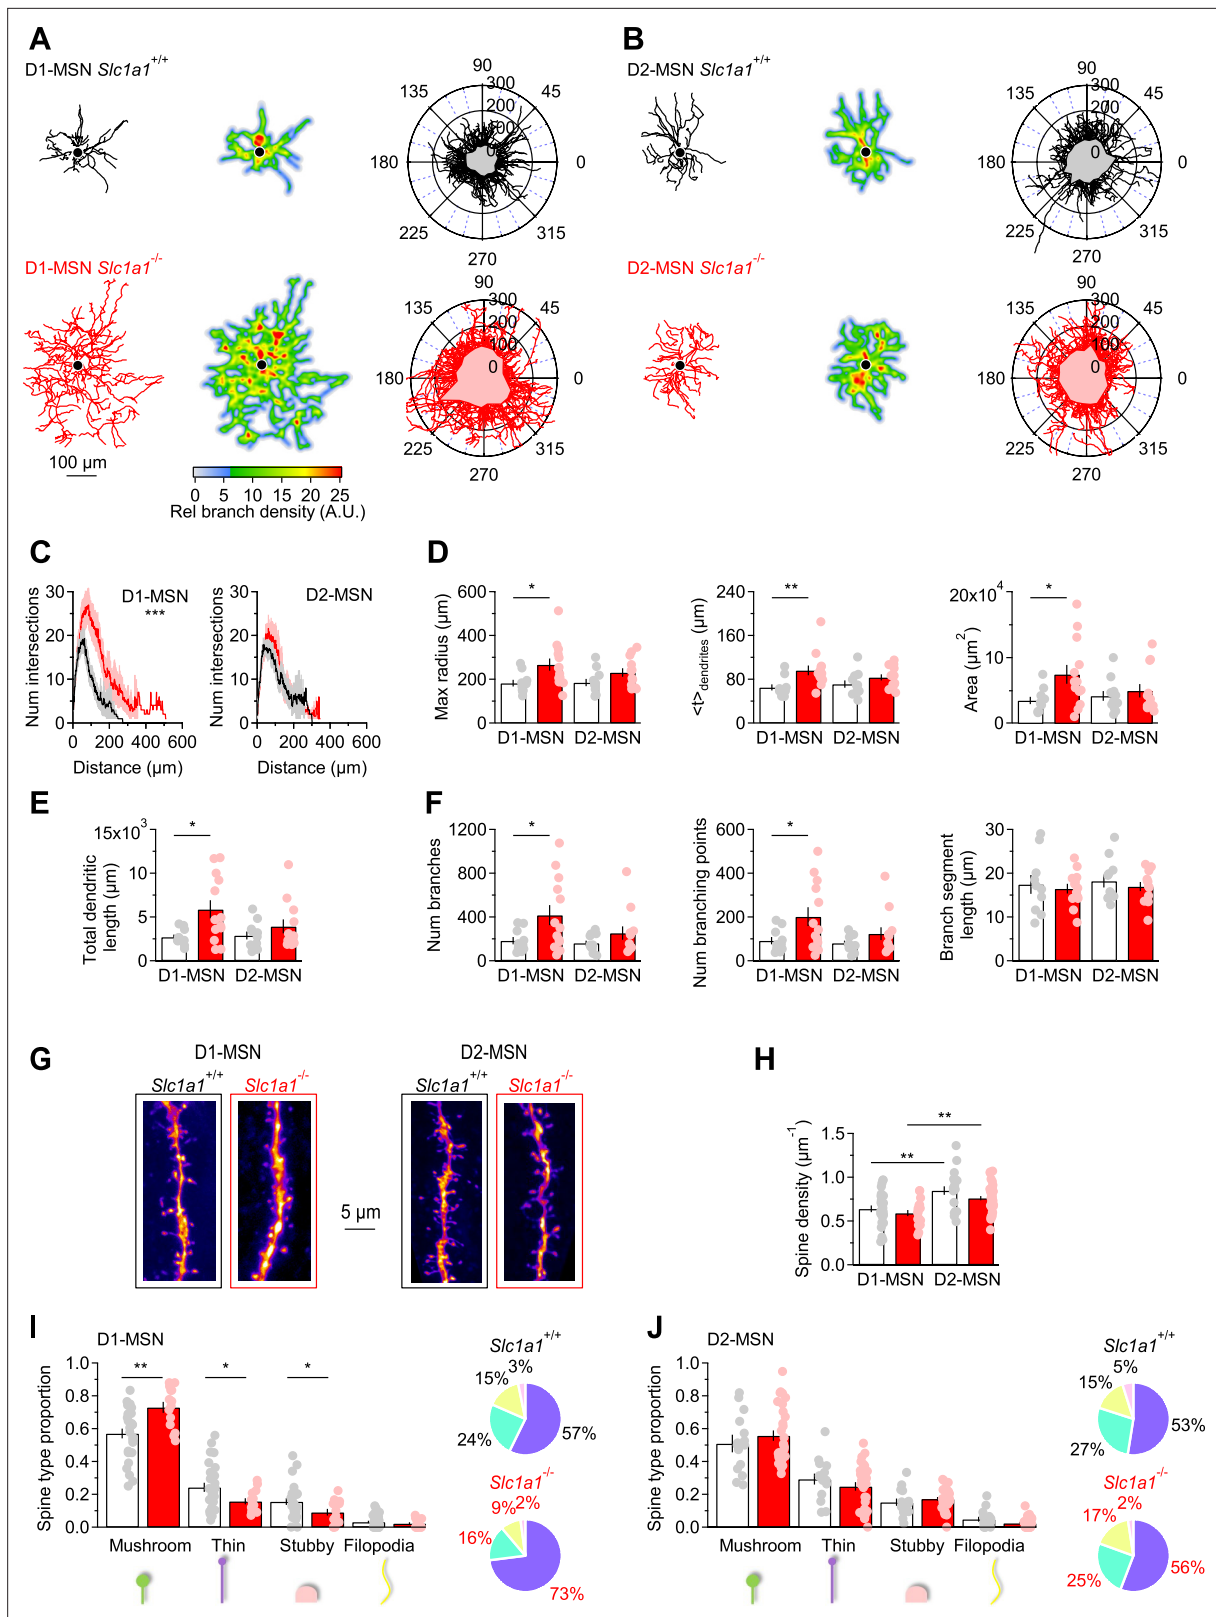 A
D1-MSN Slc1a1+/+
90
135
45
300
200
100
0
180
0
225
315
270
B
D2-MSN Slc1a1+/+
90
135
45
300
200
100
0
180
0
225
315
270
D1-MSN Slc1a1-/-
90
135
45
300
200
100
0
180
0
225
315
270
100 µm
0 5 10 15 20 25
Rel branch density (A.U.)
D2-MSN Slc1a1-/-
90
135
45
300
200
100
0
180
0
225
315
270
C
Num intersections
30
20
10
0
D1-MSN
***
0 200 400 600
Distance (µm)
Num intersections
30
20
10
0
D2-MSN
0 200 400 600
Distance (µm)
D
Max radius (µm)
600
400
200
0
*
D1-MSN D2-MSN
<t>dendrites (µm)
240
160
80
0
**
D1-MSN D2-MSN
Area (µm2)
20x104
10
5
0
*
D1-MSN D2-MSN
E
Total dendritic
length (µm)
15x103
10
5
0
*
D1-MSN D2-MSN
F
Num branches
1200
800
400
0
*
D1-MSN D2-MSN
Num branching points
600
400
200
0
*
D1-MSN D2-MSN
Branch segment
length (µm)
30
20
10
0
D1-MSN D2-MSN
G
D1-MSN
Slc1a1+/+ Slc1a1-/-
5 µm
D2-MSN
Slc1a1+/+ Slc1a1-/-
H
Spine density (µm-1)
1.5
1.0
0.5
0.0
**
**
D1-MSN D2-MSN
I
D1-MSN
Spine type proportion
1.0
0.8
0.6
0.4
0.2
0.0
** * *
Mushroom Thin Stubby Filopodia
Slc1a1+/+
3%
15%
24%
57%
Slc1a1-/-
9% 2%
16%
73%
J
D2-MSN
Spine type proportion
1.0
0.8
0.6
0.4
0.2
0.0
Mushroom Thin Stubby Filopodia
Slc1a1+/+
5%
15%
27%
53%
Slc1a1-/-
17% 2%
25%
56%